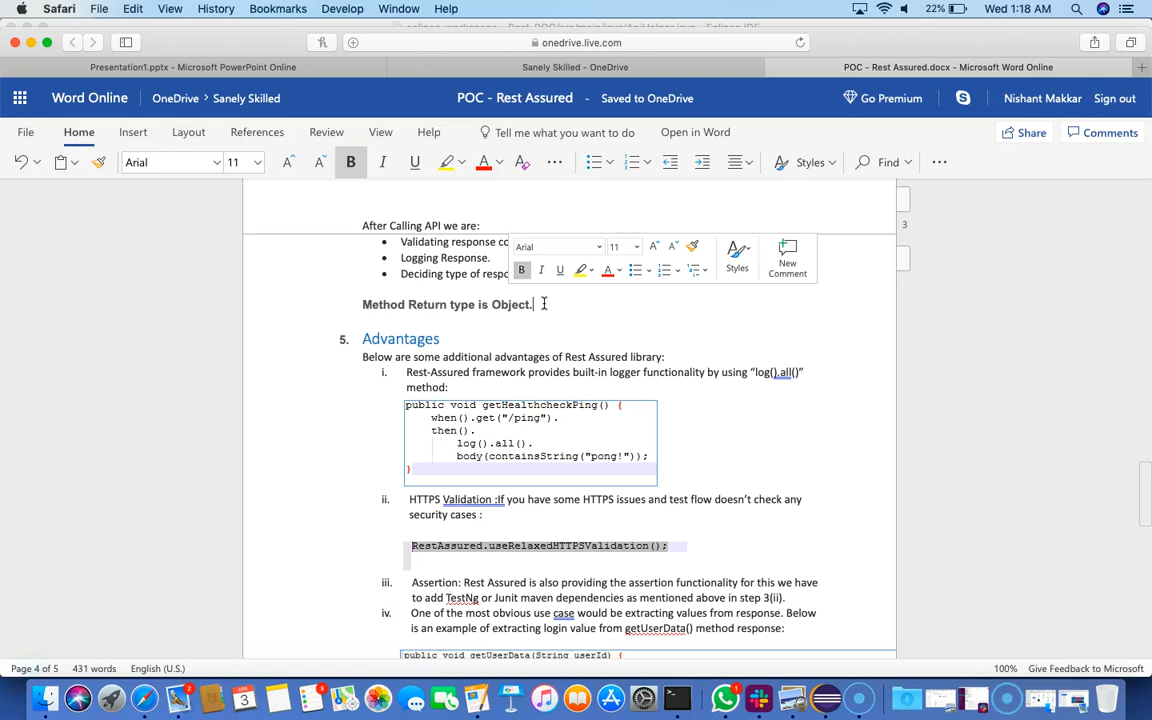 Safari File Edit View History Bookmarks Develop Window Help 22% Wed 1:18 AM
onedrive.live.com
Presentation1.pptx - Microsoft PowerPoint Online Sanely Skilled - OneDrive POC - Rest Assured.docx - Microsoft Word Online
Word Online OneDrive > Sanely Skilled POC - Rest Assured - Saved to OneDrive Go Premium Nishant Makkar Sign out
File Home Insert Layout References Review View Help Tell me what you want to do Open in Word Share Comments
Arial 11 B I U A Styles Find
After Calling API we are:
3
• Validating response co
• Logging Response.
• Deciding type of respo
Arial 11 A A
B I U A Styles New Comment
Method Return type is Object.
5. Advantages
Below are some additional advantages of Rest Assured library:
i. Rest-Assured framework provides built-in logger functionality by using “log().all()”
method:
public void getHealthcheckPing() {
when().get("/ping").
then().
log().all().
body(containsString("pong!"));
}
ii. HTTPS Validation :If you have some HTTPS issues and test flow doesn’t check any
security cases :
RestAssured.useRelaxedHTTPSValidation();
iii. Assertion: Rest Assured is also providing the assertion functionality for this we have
to add TestNg or Junit maven dependencies as mentioned above in step 3(ii).
iv. One of the most obvious use case would be extracting values from response. Below
is an example of extracting login value from getUserData() method response:
public void getUserData(String userId) {
Page 4 of 5 431 words English (U.S.) 100% Give Feedback to Microsoft